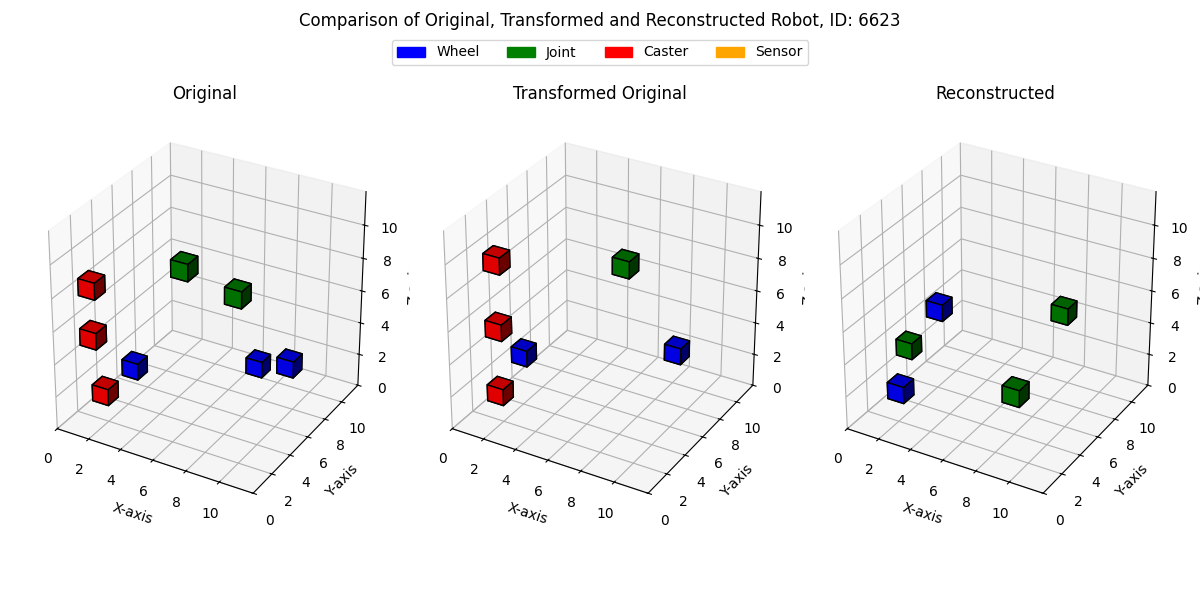 Comparison of Original, Transformed and Reconstructed Robot, ID: 6623
Wheel Joint Caster Sensor
Original Transformed Original Reconstructed
0 2 4 6 8 10
X-axis
0 2 4 6 8 10
Y-axis
0 2 4 6 8 10
0 2 4 6 8 10
X-axis
0 2 4 6 8 10
Y-axis
0 2 4 6 8 10
0 2 4 6 8 10
X-axis
0 2 4 6 8 10
Y-axis
0 2 4 6 8 10